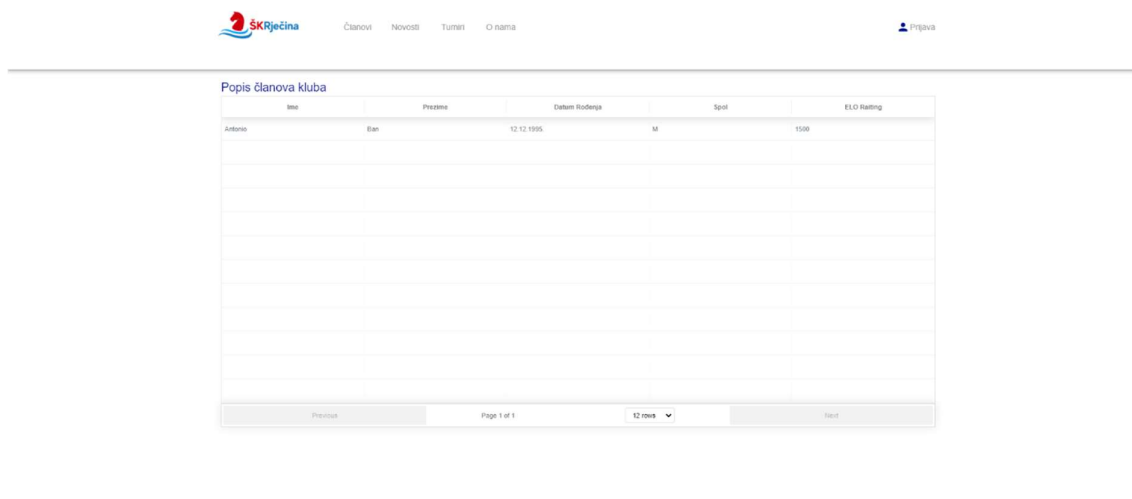 ŠKRječina Članovi Novosti Turniri O nama Prijava
Popis članova kluba
Ime Prezime Datum Rođenja Spol ELO Raiting
Antonio Ban 12.12.1995. M 1500
Previous Page 1 of 1 12 rows Next